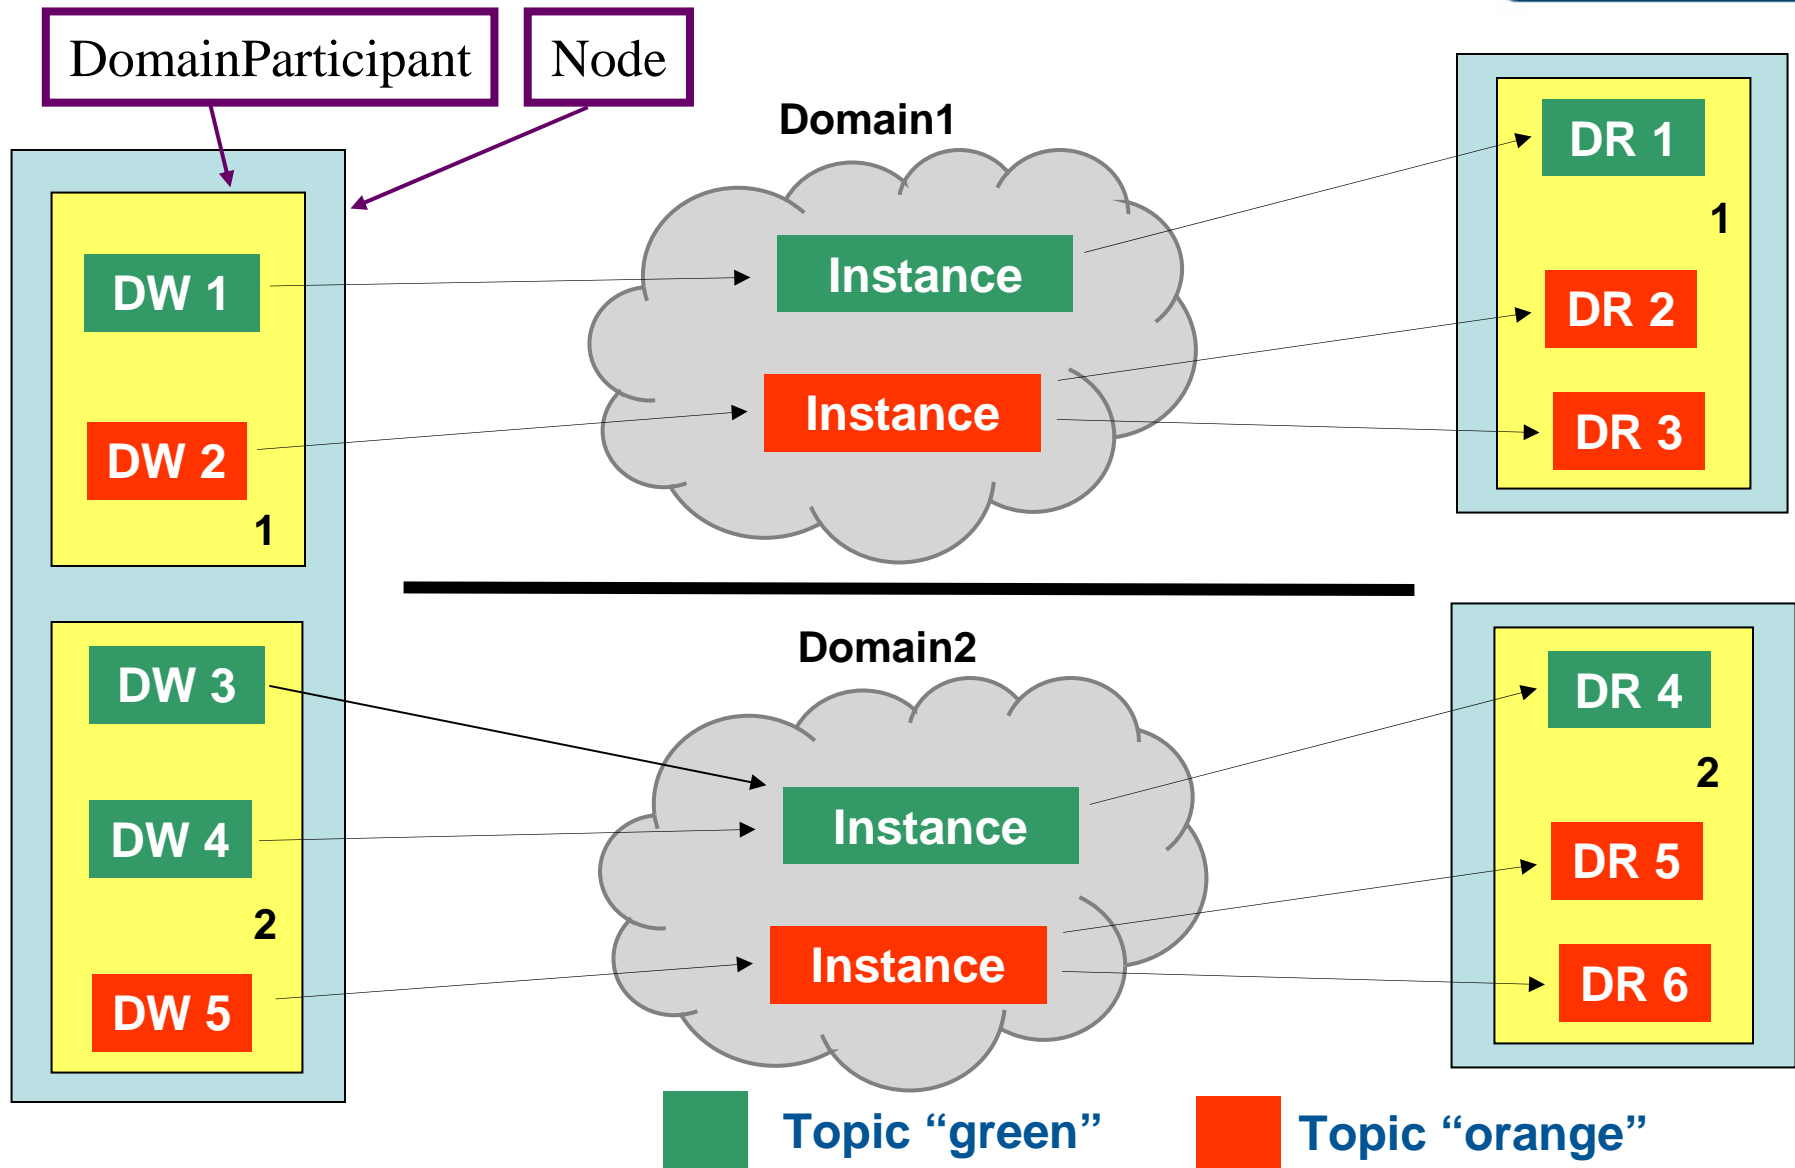 DomainParticipant
Node
Domain1
DW 1
DW 2
1
Instance
Instance
DR 1
1
DR 2
DR 3
Domain2
DW 3
DW 4
2
DW 5
Instance
Instance
DR 4
2
DR 5
DR 6
Topic “green”
Topic “orange”